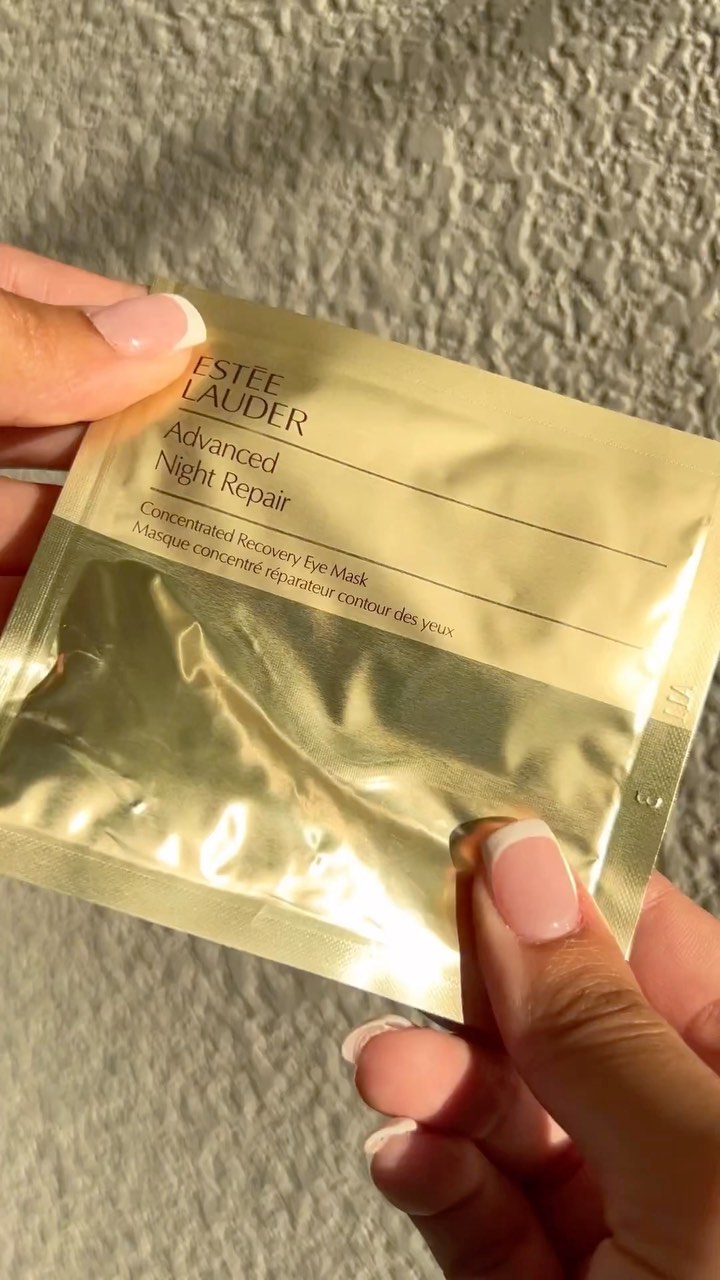 ESTĒE
LAUDER
Advanced
Night Repair
Concentrated Recovery Eye Mask
Masque concentré réparateur contour des yeux